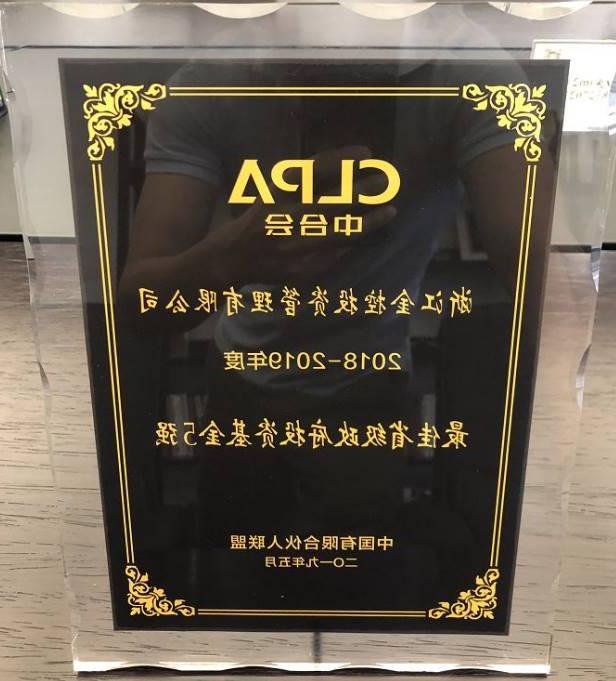 CLPA
中合会
浙江金控投资管理有限公司
2018-2019年度
最佳省级政府投资基金5强
中国有限合伙人联盟
二〇一九年五月